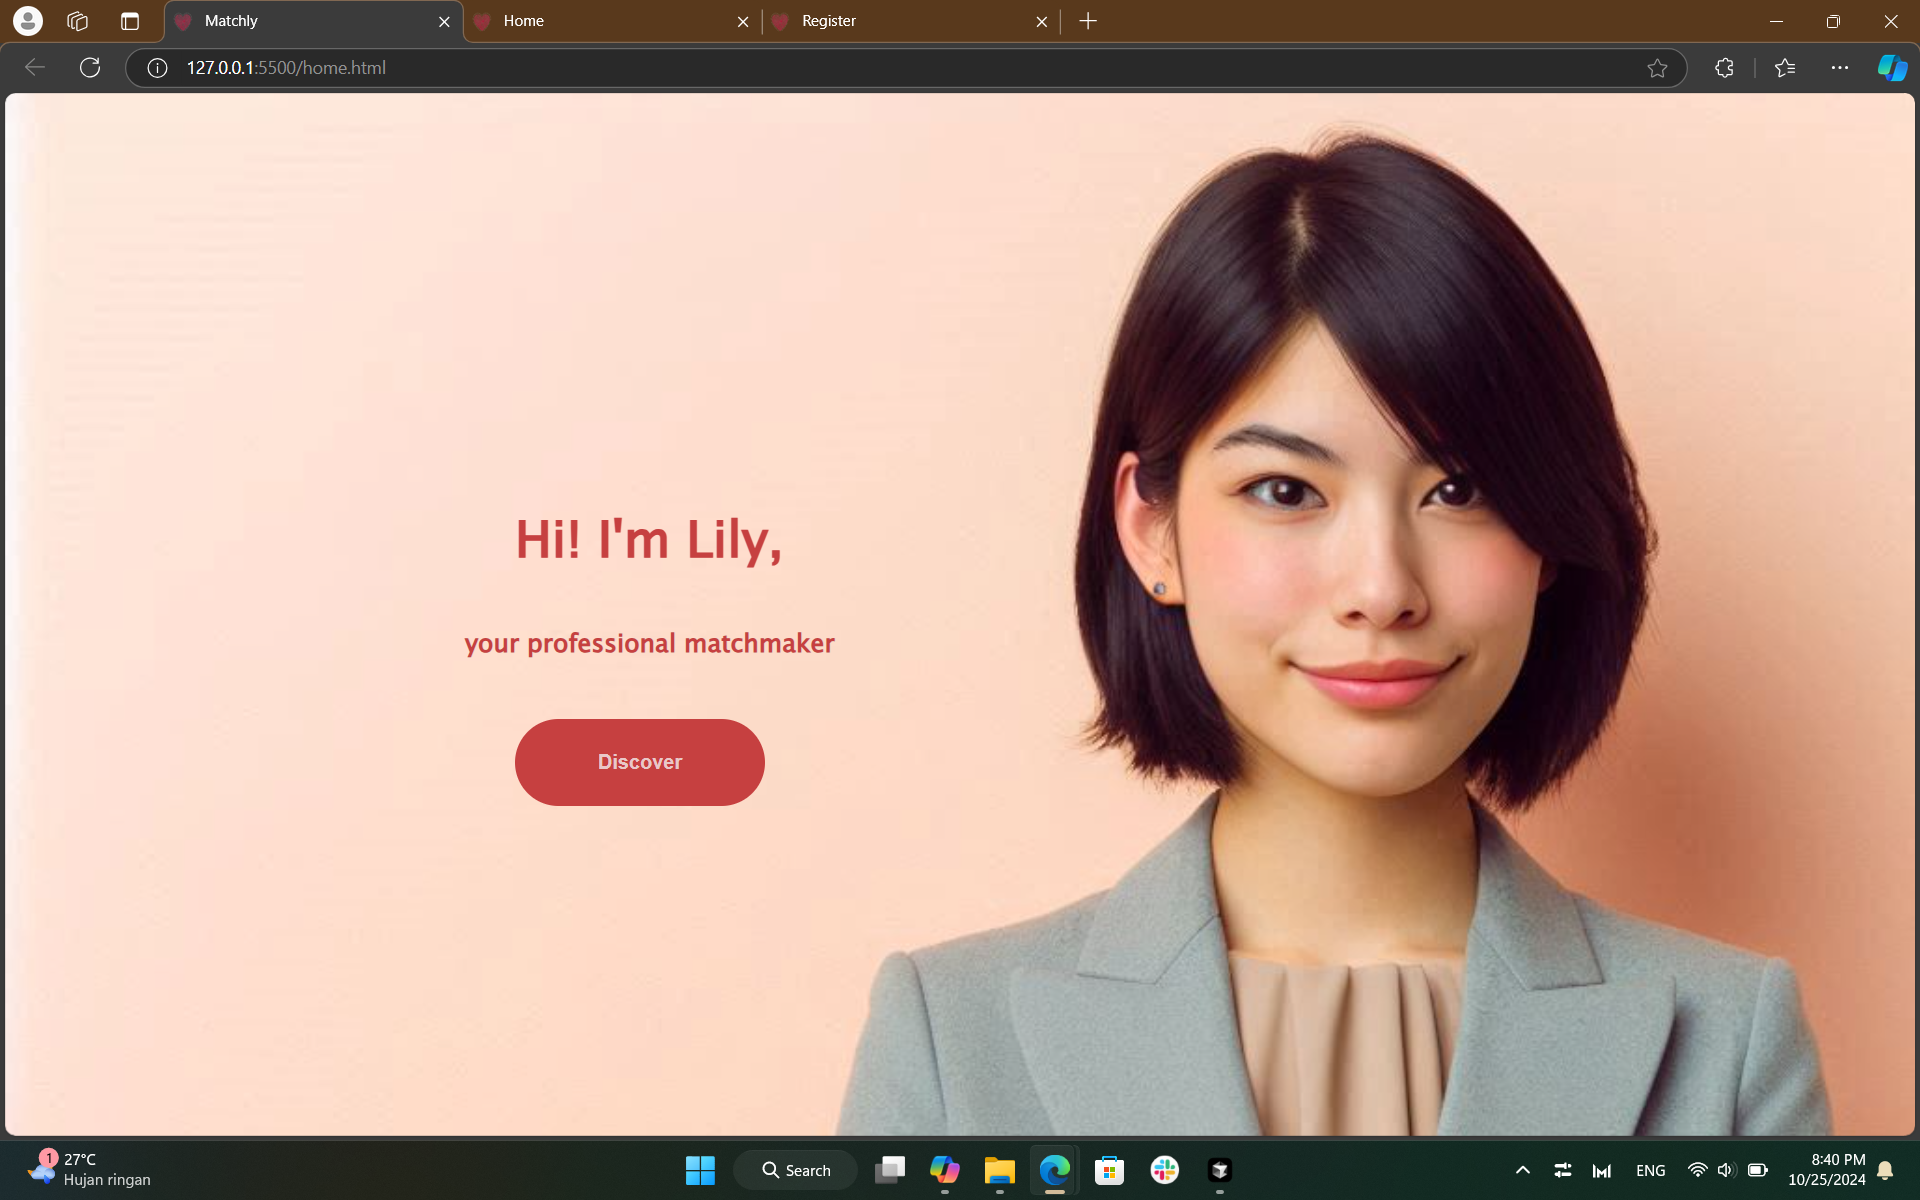 Matchly
Home
Register
127.0.0.1:5500/home.html
Hi! I'm Lily,
your professional matchmaker
Discover
1
27°C
Hujan ringan
Search
ENG
8:40 PM
10/25/2024